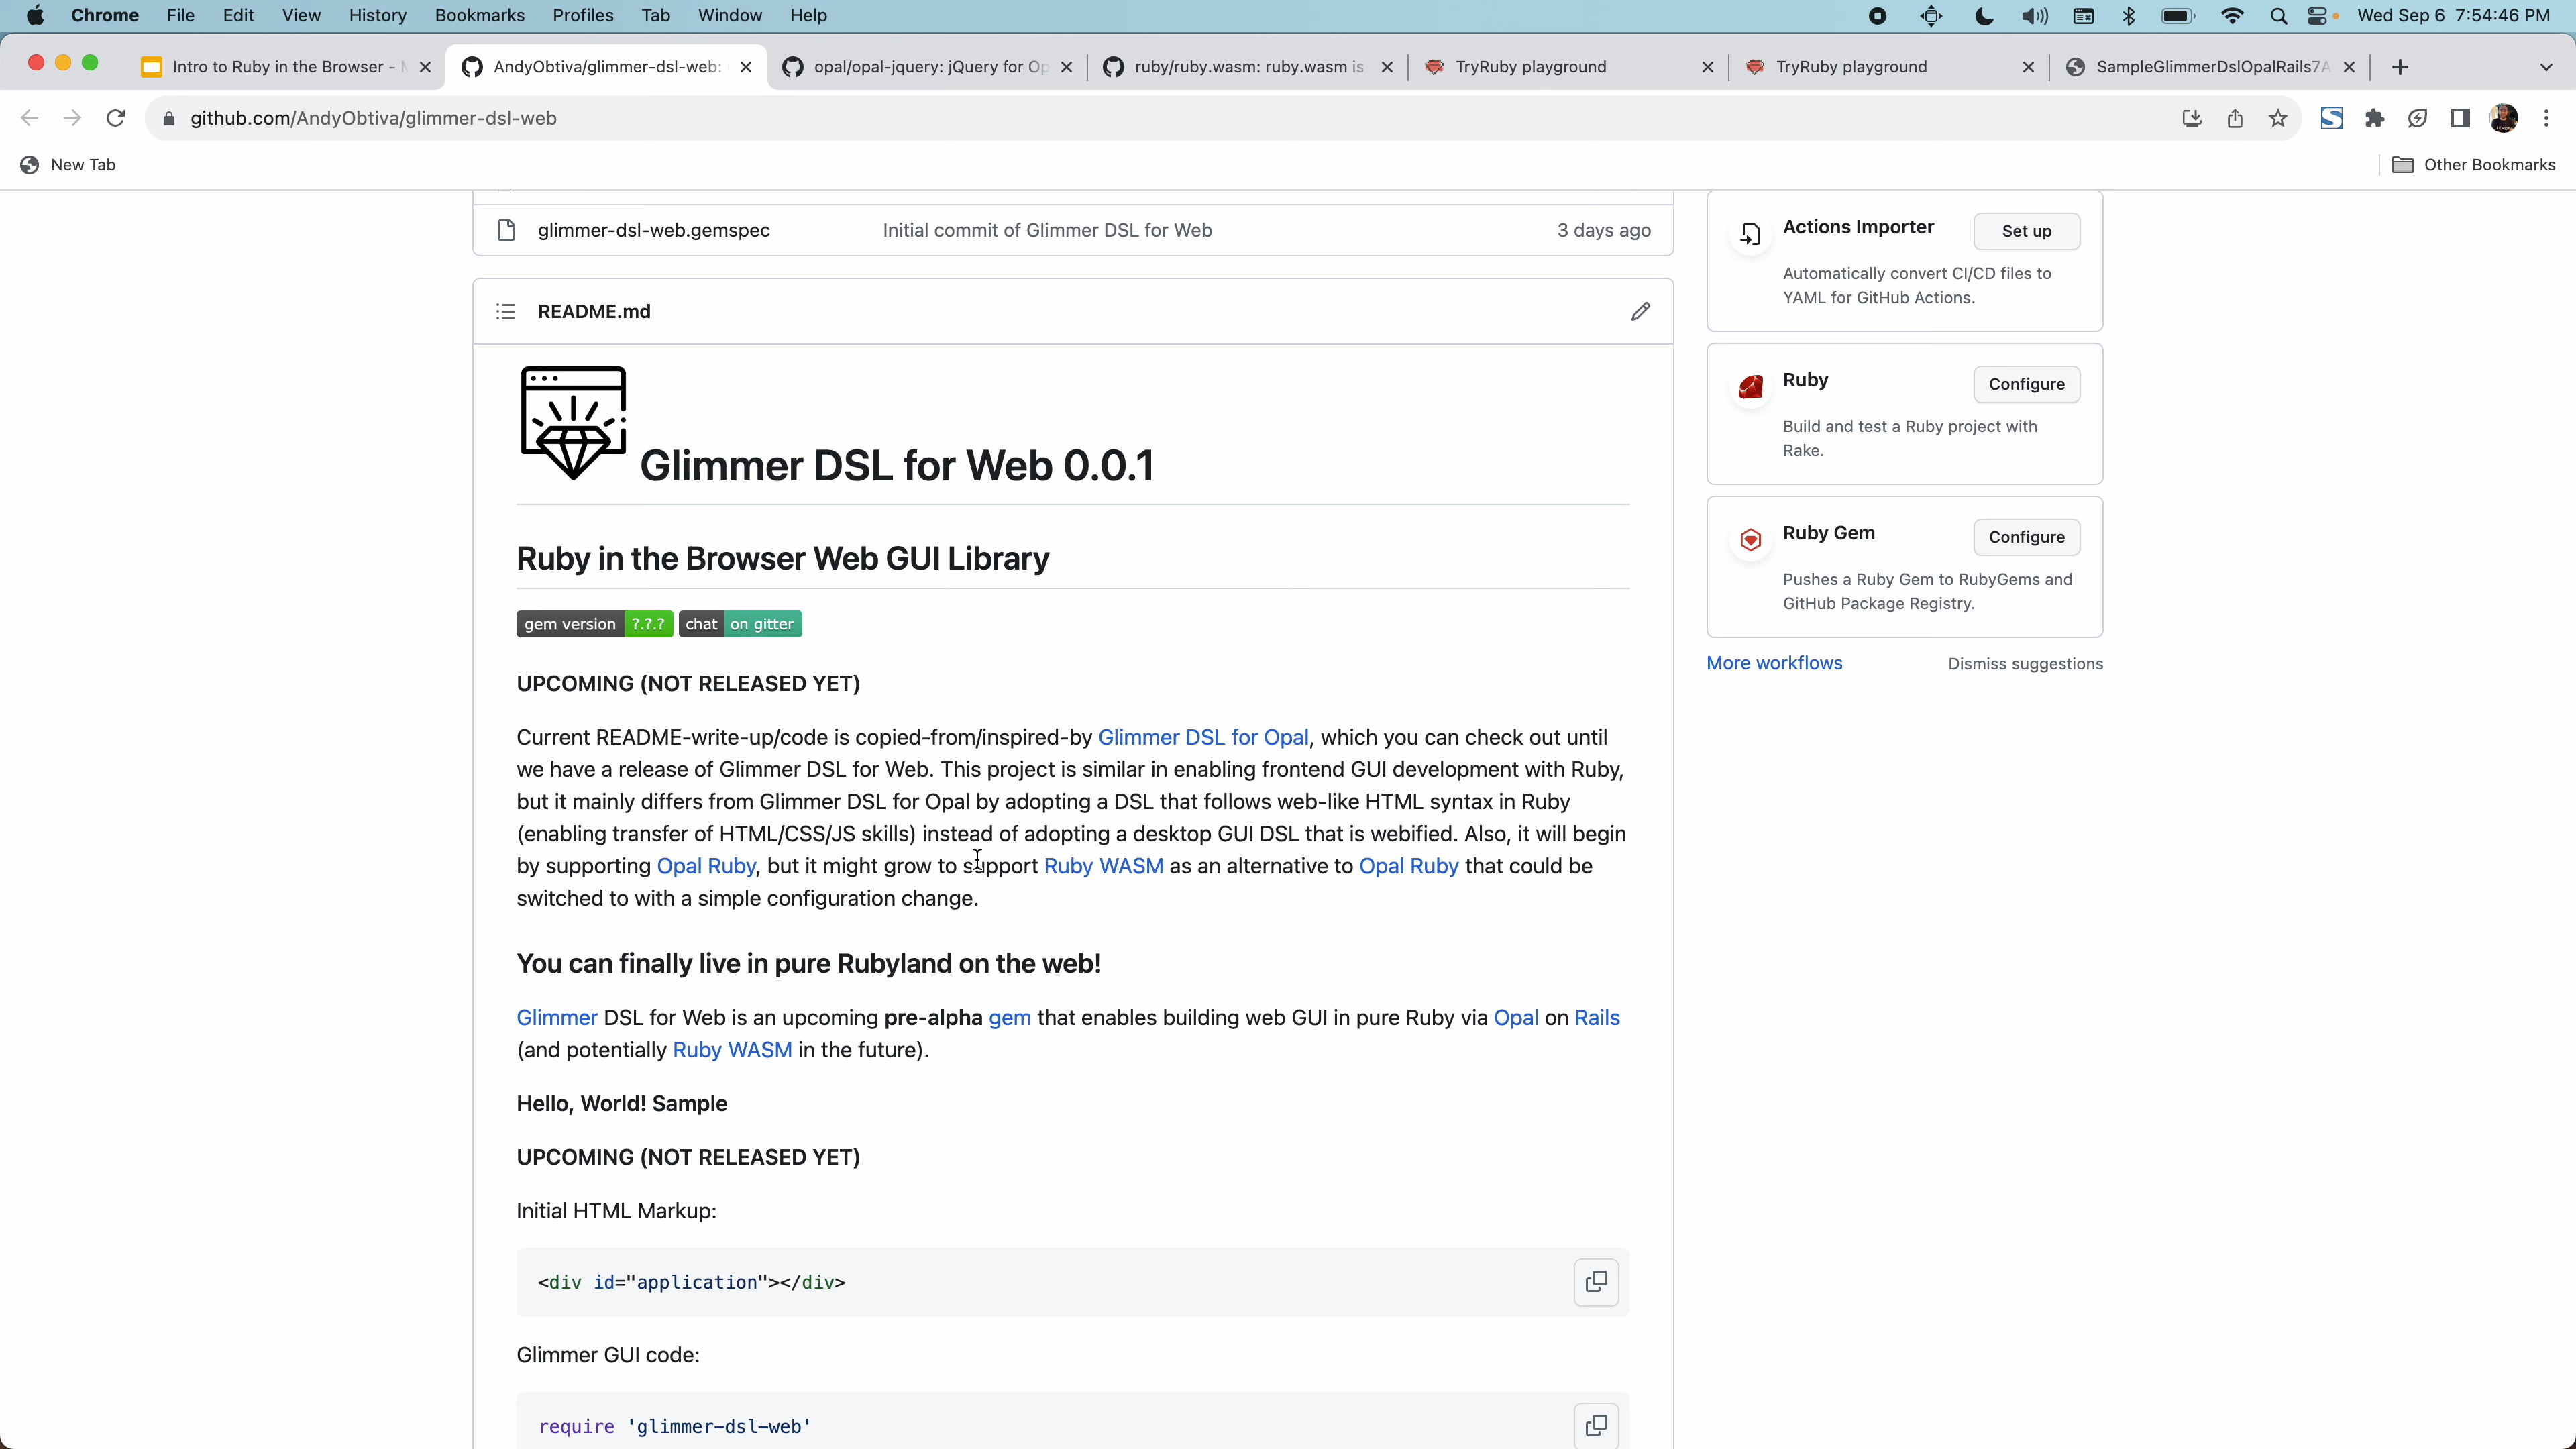 Chrome File Edit View History Bookmarks Profiles Tab Window Help Wed Sep 6 7:54:46 PM
Intro to Ruby in the Browser - AndyObtiva/glimmer-dsl-web: opal/opal-jquery: jQuery for Op ruby/ruby.wasm: ruby.wasm is TryRuby playground TryRuby playground SampleGlimmerDslOpalRails7A
github.com/AndyObtiva/glimmer-dsl-web
New Tab Other Bookmarks
glimmer-dsl-web.gemspec Initial commit of Glimmer DSL for Web 3 days ago
README.md
Glimmer DSL for Web 0.0.1
Ruby in the Browser Web GUI Library
gem version ?.?.? chat on gitter
UPCOMING (NOT RELEASED YET)
Current README-write-up/code is copied-from/inspired-by Glimmer DSL for Opal, which you can check out until
we have a release of Glimmer DSL for Web. This project is similar in enabling frontend GUI development with Ruby,
but it mainly differs from Glimmer DSL for Opal by adopting a DSL that follows web-like HTML syntax in Ruby
(enabling transfer of HTML/CSS/JS skills) instead of adopting a desktop GUI DSL that is webified. Also, it will begin
by supporting Opal Ruby, but it might grow to support Ruby WASM as an alternative to Opal Ruby that could be
switched to with a simple configuration change.
You can finally live in pure Rubyland on the web!
Glimmer DSL for Web is an upcoming pre-alpha gem that enables building web GUI in pure Ruby via Opal on Rails
(and potentially Ruby WASM in the future).
Hello, World! Sample
UPCOMING (NOT RELEASED YET)
Initial HTML Markup:
<div id="application"></div>
Glimmer GUI code:
require 'glimmer-dsl-web'
Actions Importer Set up
Automatically convert CI/CD files to
YAML for GitHub Actions.
Ruby Configure
Build and test a Ruby project with
Rake.
Ruby Gem Configure
Pushes a Ruby Gem to RubyGems and
GitHub Package Registry.
More workflows Dismiss suggestions